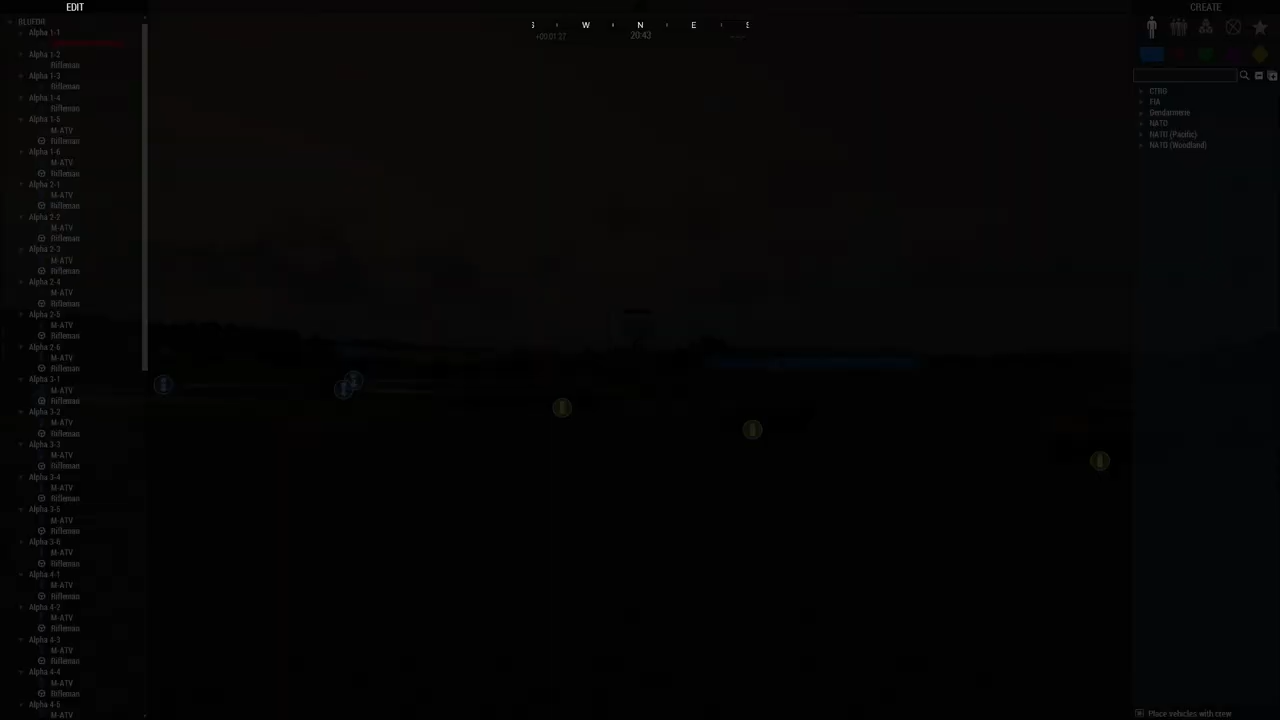 EDIT
CREATE
W N E
+00:01:27
20:43
BLUFOR
Alpha 1-1
Alpha 1-2
Rifleman
Alpha 1-3
Rifleman
Alpha 1-4
Rifleman
Alpha 1-5
M-ATV
Rifleman
Alpha 1-6
M-ATV
Rifleman
Alpha 2-1
M-ATV
Rifleman
Alpha 2-2
M-ATV
Rifleman
Alpha 2-3
M-ATV
Rifleman
Alpha 2-4
M-ATV
Rifleman
Alpha 2-5
M-ATV
Rifleman
Alpha 2-6
M-ATV
Rifleman
Alpha 3-1
M-ATV
Rifleman
Alpha 3-2
M-ATV
Rifleman
Alpha 3-3
M-ATV
Rifleman
Alpha 3-4
M-ATV
Rifleman
Alpha 3-5
M-ATV
Rifleman
Alpha 3-6
M-ATV
Rifleman
Alpha 4-1
M-ATV
Rifleman
Alpha 4-2
M-ATV
Rifleman
Alpha 4-3
M-ATV
Rifleman
Alpha 4-4
M-ATV
Rifleman
Alpha 4-5
M-ATV
CTRG
FIA
Gendarmerie
NATO
NATO (Pacific)
NATO (Woodland)
Place vehicles with crew